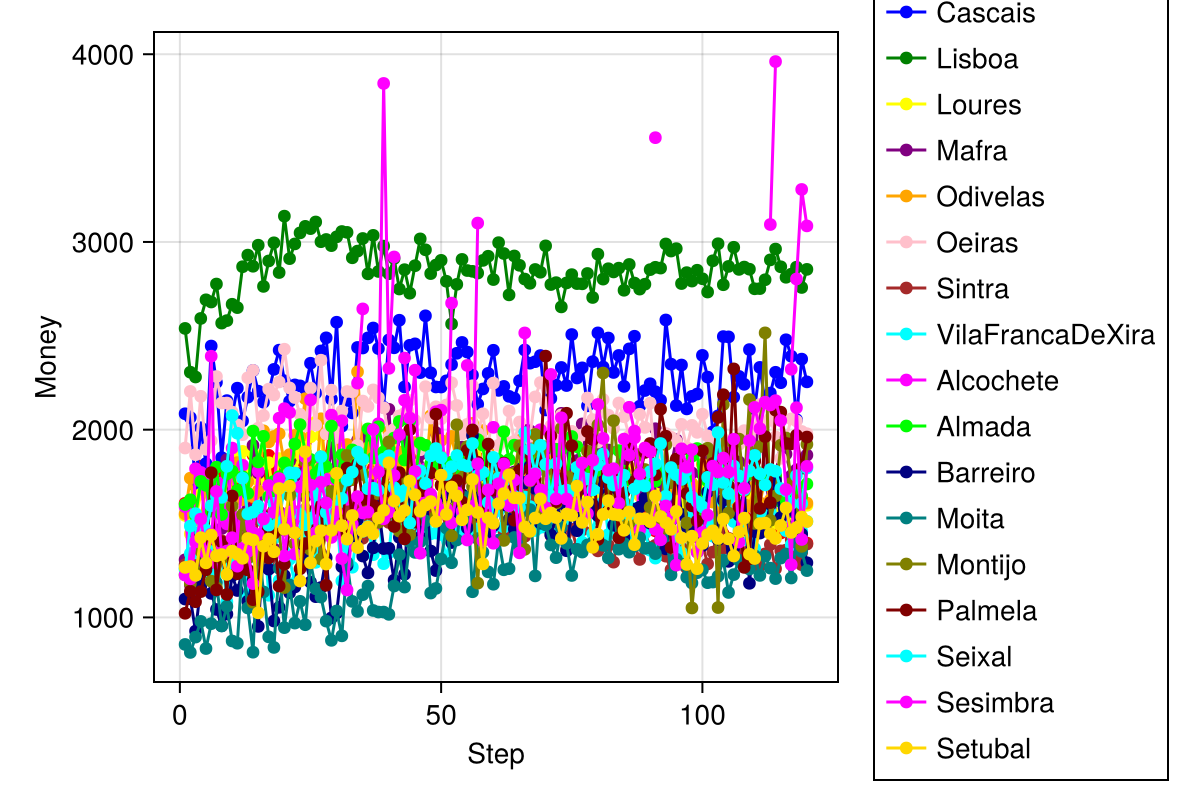 4000
3000
2000
1000
Money
0
50
100
Step
Cascais
Lisboa
Loures
Mafra
Odivelas
Oeiras
Sintra
VilaFrancaDeXira
Alcochete
Almada
Barreiro
Moita
Montijo
Palmela
Seixal
Sesimbra
Setubal